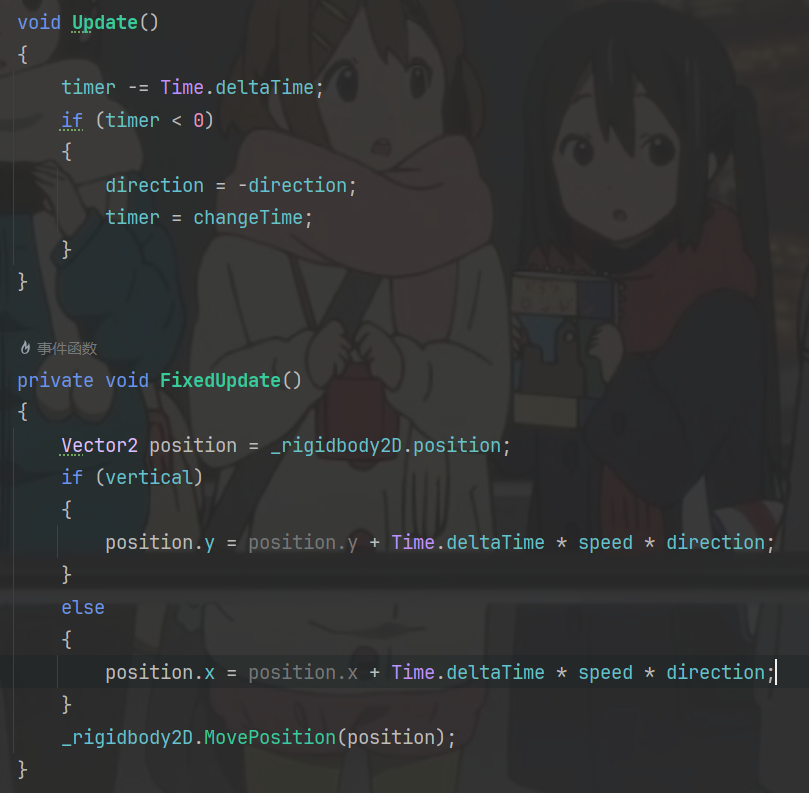 void Update()
{
    timer -= Time.deltaTime;
    if (timer < 0)
    {
        direction = -direction;
        timer = changeTime;
    }
}
事件函数
private void FixedUpdate()
{
    Vector2 position = _rigidbody2D.position;
    if (vertical)
    {
        position.y = position.y + Time.deltaTime * speed * direction;
    }
    else
    {
        position.x = position.x + Time.deltaTime * speed * direction;
    }
    _rigidbody2D.MovePosition(position);
}